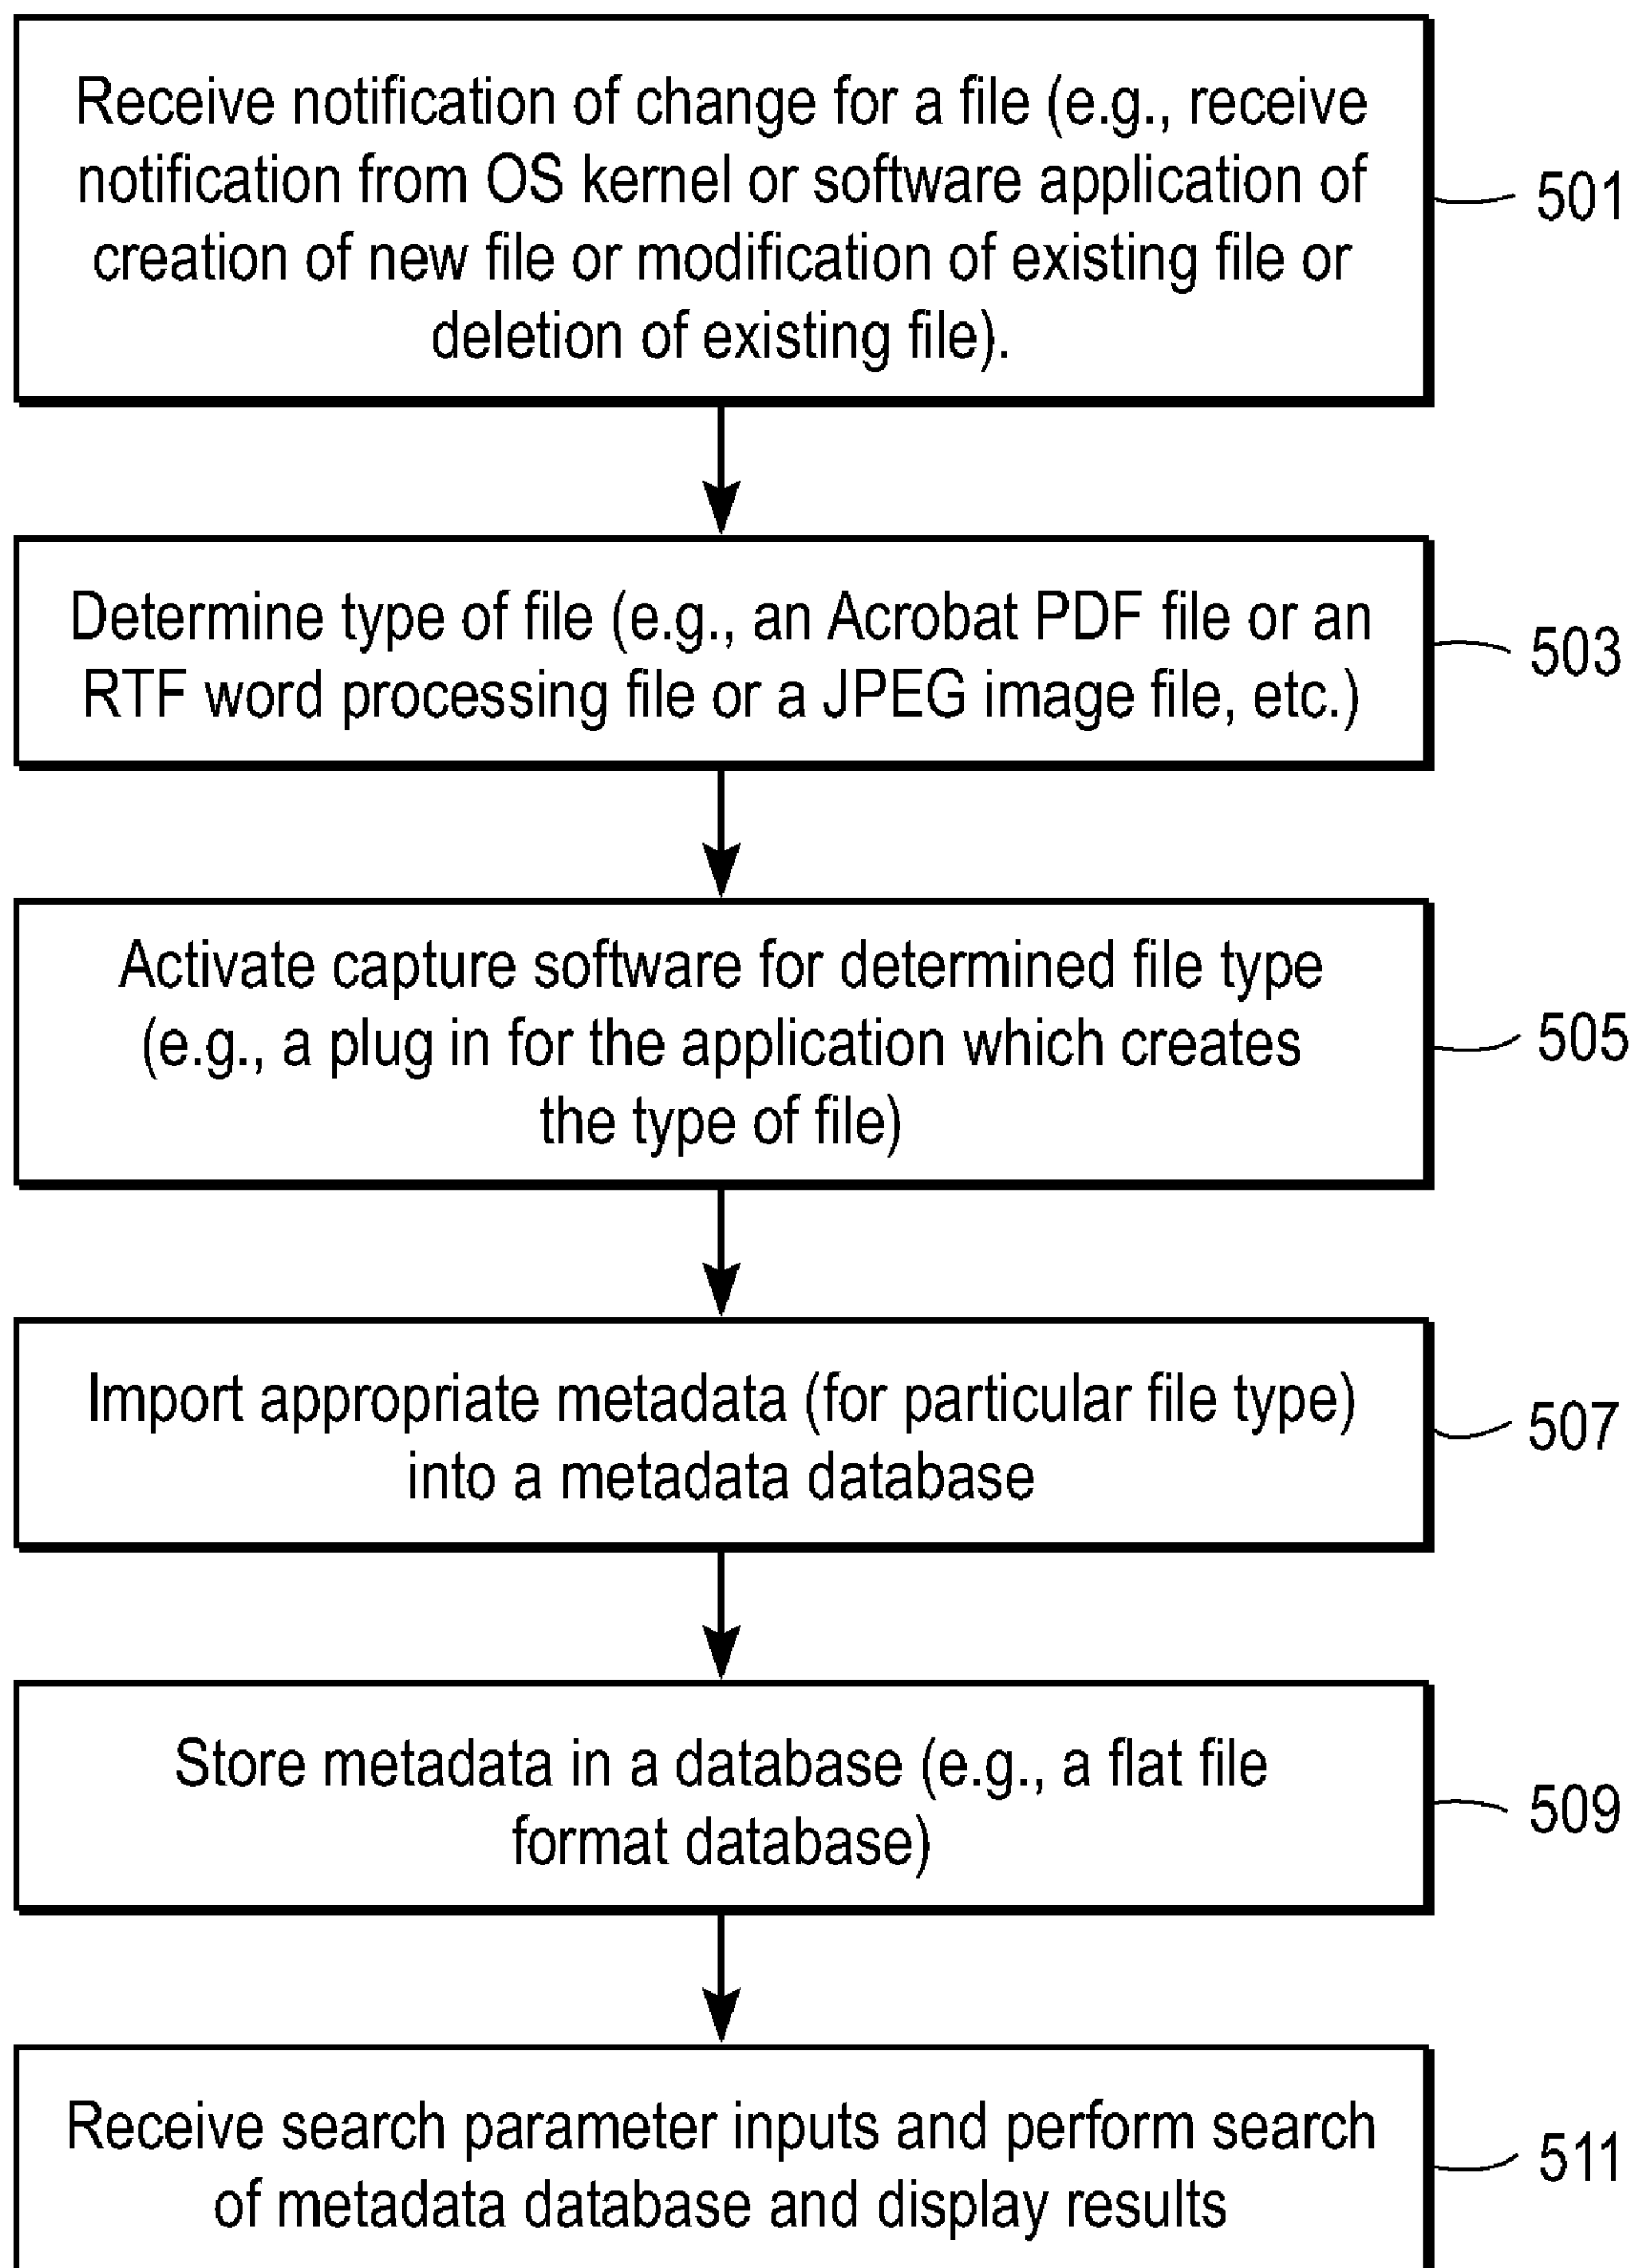 Receive notification of change for a file (e.g., receive
notification from OS kernel or software application of
creation of new file or modification of existing file or
deletion of existing file).
501
Determine type of file (e.g., an Acrobat PDF file or an
RTF word processing file or a JPEG image file, etc.)
503
Activate capture software for determined file type
(e.g., a plug in for the application which creates
the type of file)
505
Import appropriate metadata (for particular file type)
into a metadata database
507
Store metadata in a database (e.g., a flat file
format database)
509
Receive search parameter inputs and perform search
of metadata database and display results
511